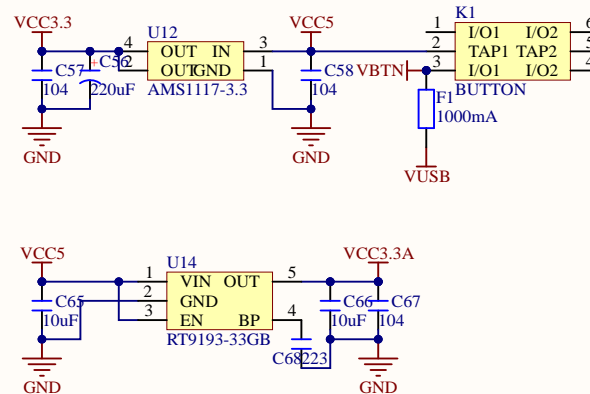 VCC3.3
U12
VCC5
K1
4 OUT IN 3
2 OUT GND 1
C57
104
C56
220uF
AMS1117-3.3
C58
104
1 I/O1 I/O2 6
2 TAP1 TAP2 5
3 I/O1 I/O2 4
VBTN
BUTTON
F1
1000mA
GND
GND
VUSB
VCC5
U14
VCC3.3A
1 VIN OUT 5
2 GND
3 EN BP 4
C65
10uF
RT9193-33GB
C66
10uF
C67
104
C68
223
GND
GND